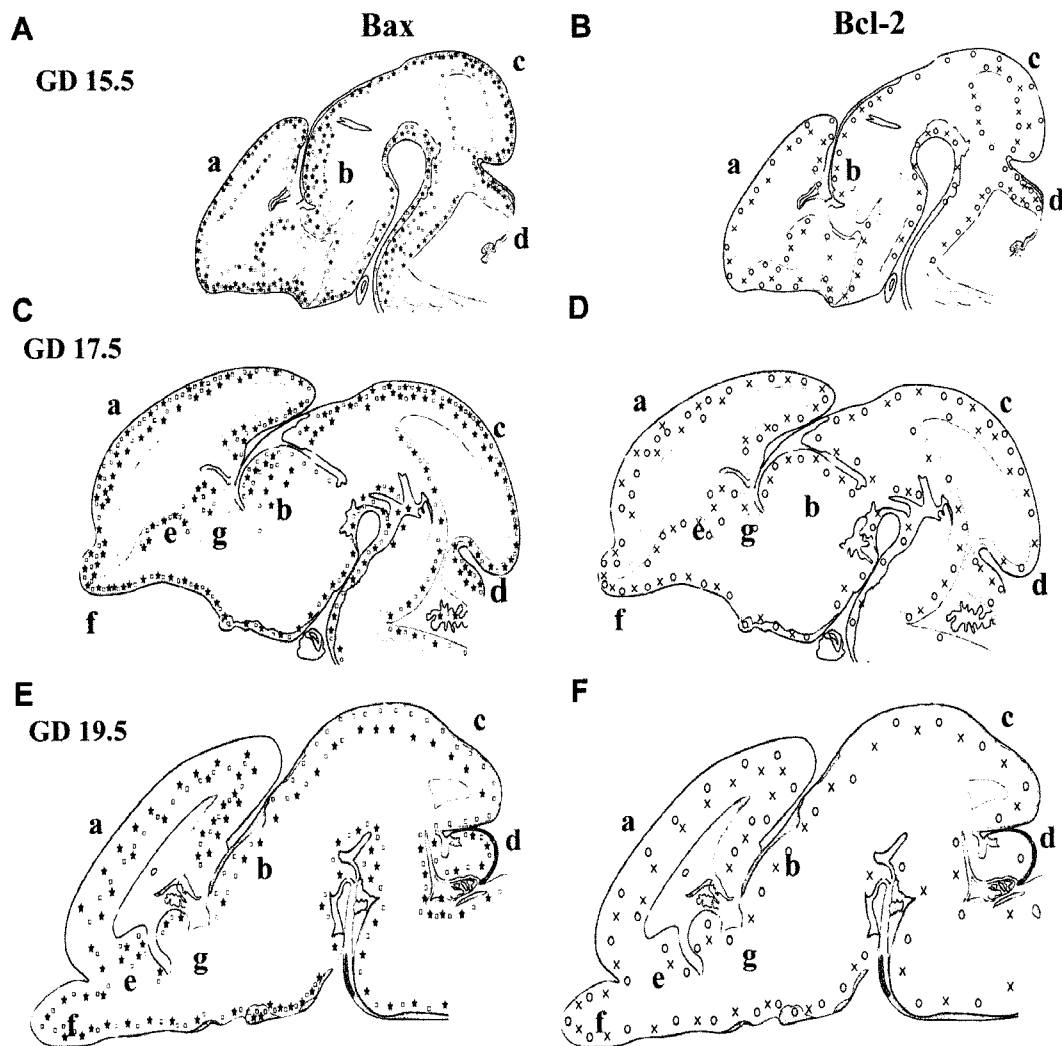 A Bax B Bcl-2
GD 15.5
c c
a b a b
d d
C D
GD 17.5
a c a c
b b
e g e g
d d
f f
E F
GD 19.5
c c
a a
d d
b b
g g
e e
f f